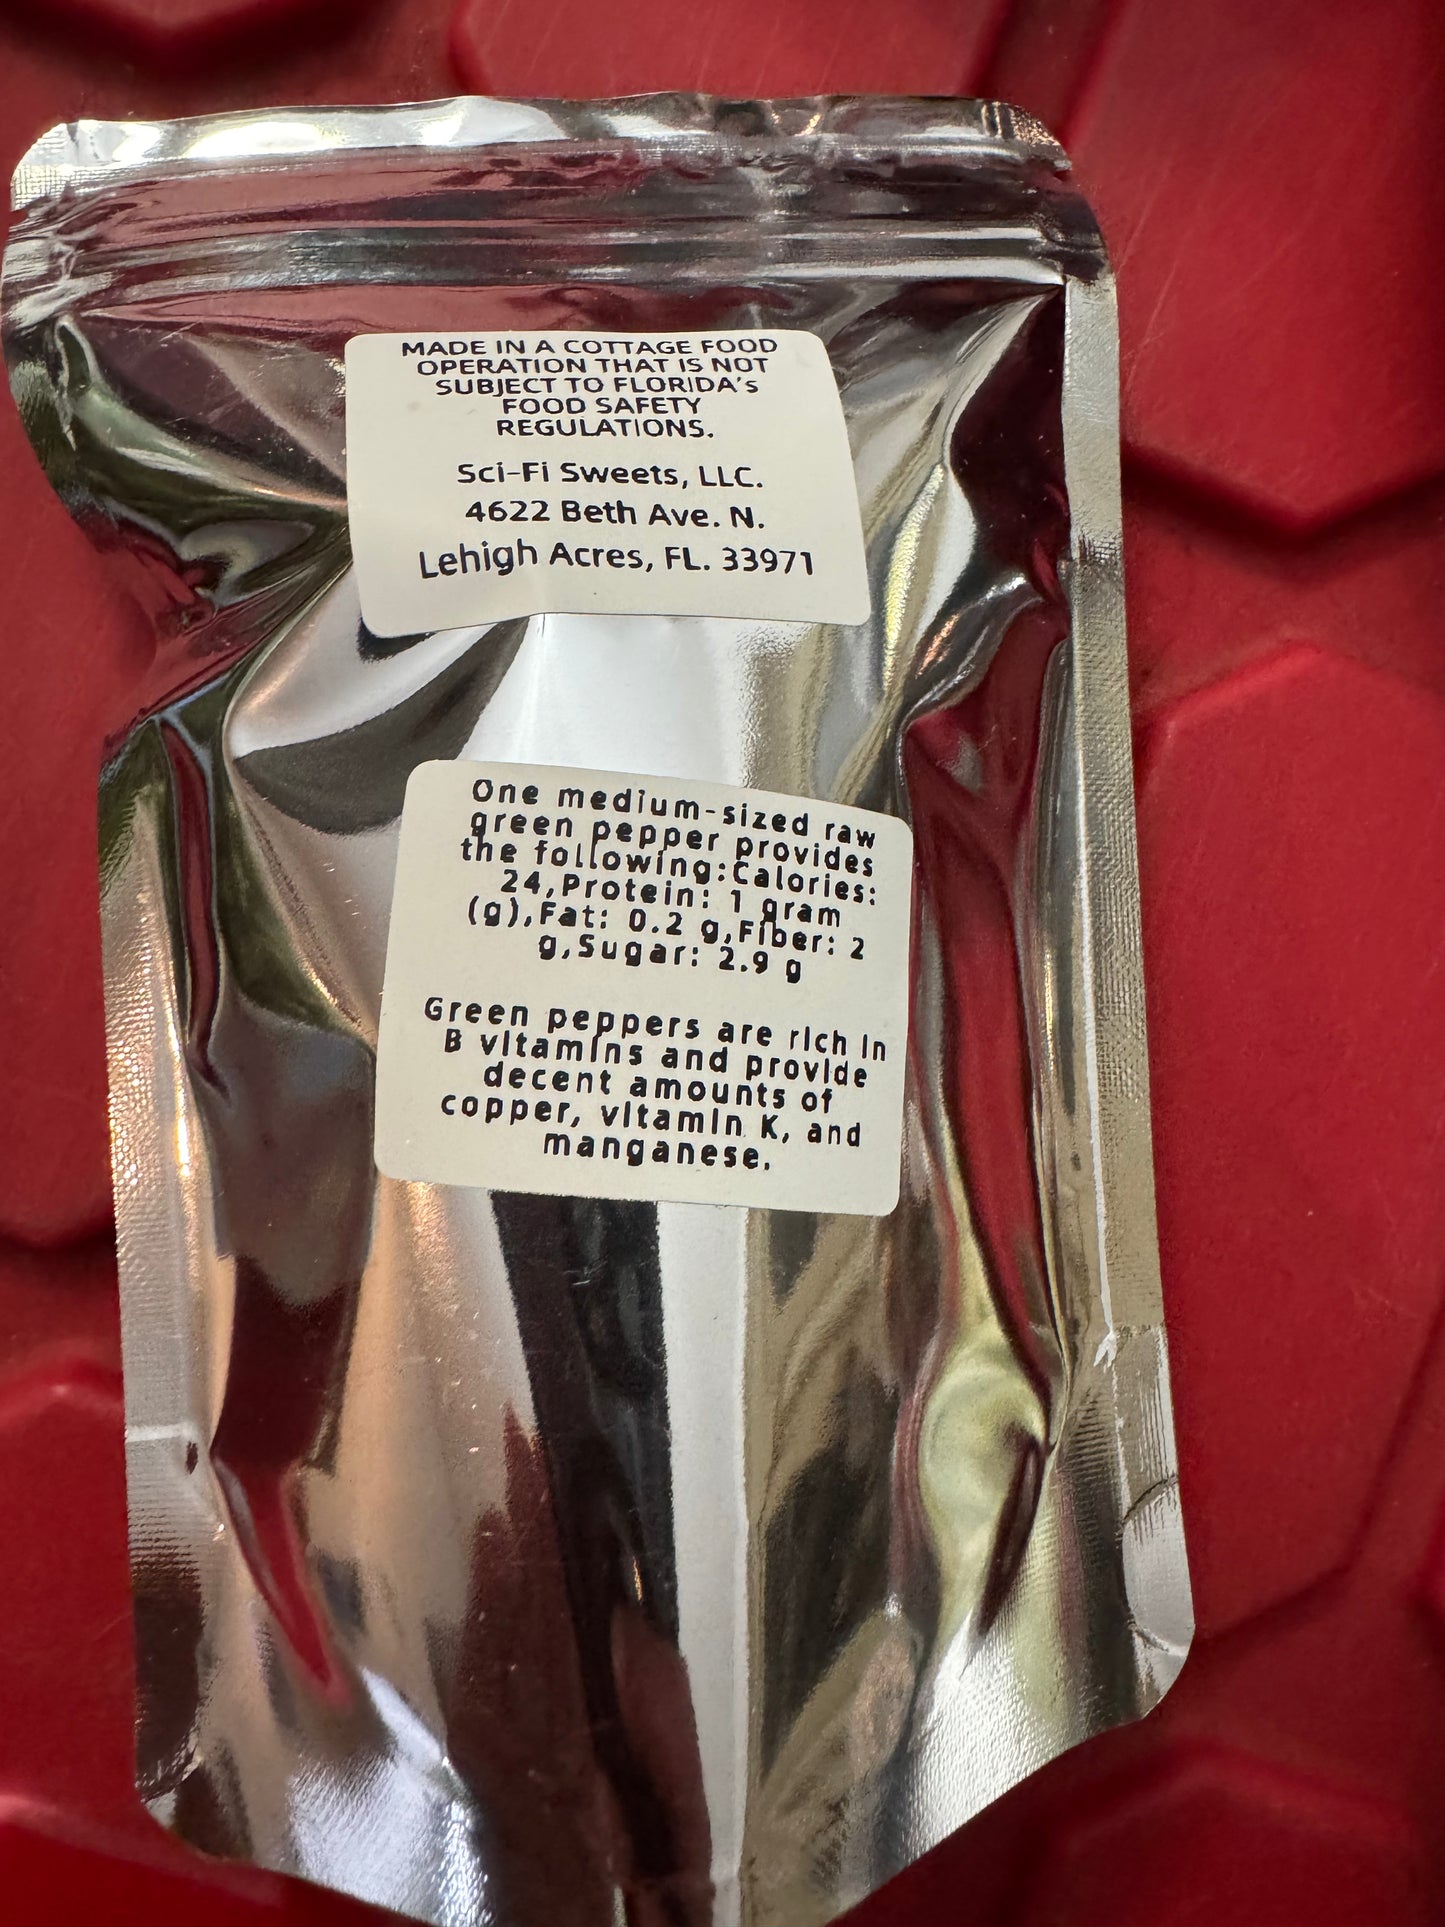 MADE IN A COTTAGE FOOD
OPERATION THAT IS NOT
SUBJECT TO FLORIDA's
FOOD SAFETY
REGULATIONS.
Sci-Fi Sweets, LLC.
4622 Beth Ave. N.
Lehigh Acres, FL. 33971
One medium-sized raw
green pepper provides
the following:Calories:
24,Protein: 1 gram
(g),Fat: 0.2 g,Fiber: 2
g,Sugar: 2.9 g
Green peppers are rich in
B vitamins and provide
decent amounts of
copper, vitamin K, and
manganese.